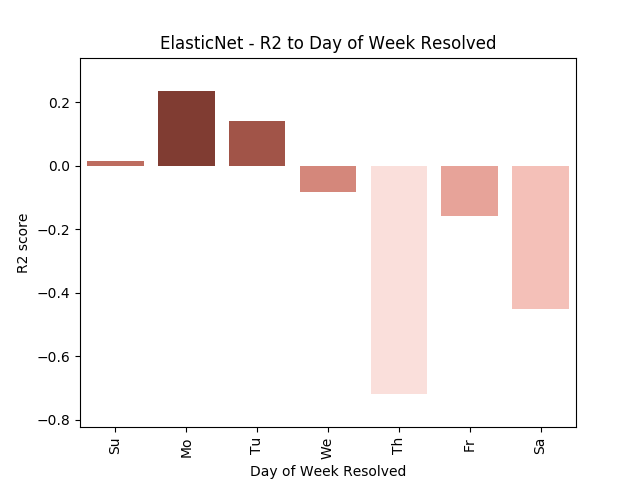 ElasticNet - R2 to Day of Week Resolved
R2 score
0.2
0.0
−0.2
−0.4
−0.6
−0.8
Su Mo Tu We Th Fr Sa
Day of Week Resolved